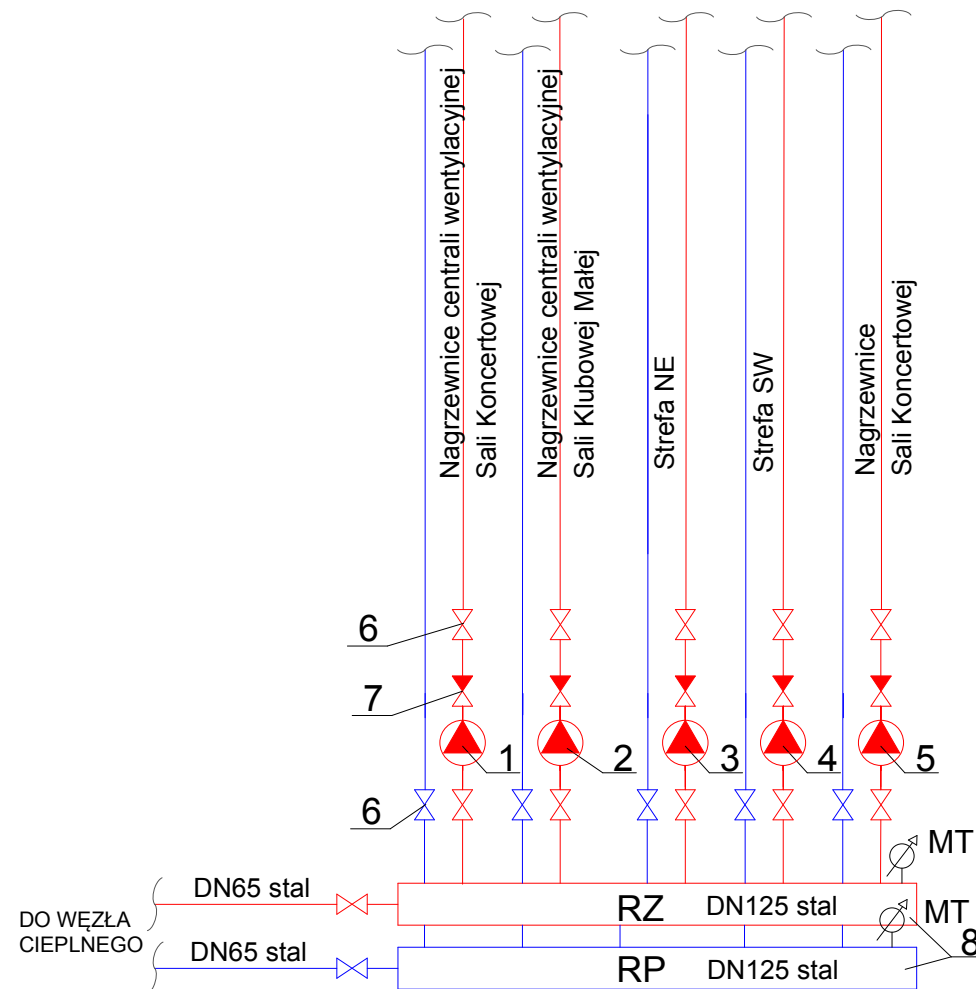 Nagrzewnice centrali wentylacyjnej
Sali Koncertowej
Nagrzewnice centrali wentylacyjnej
Sali Klubowej Małej
Strefa NE
Strefa SW
Nagrzewnice
Sali Koncertowej
6
7
1
2
3
4
5
6
MT
DN65 stal
RZ DN125 stal
MT
DO WĘZŁA
CIEPLNEGO
8
DN65 stal
RP DN125 stal